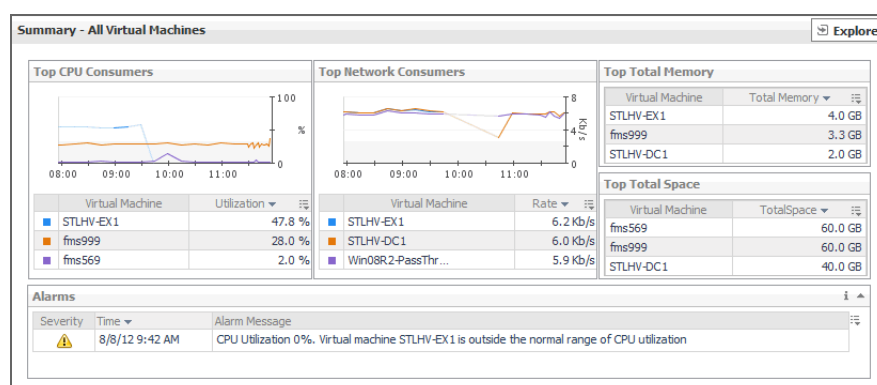 Summary - All Virtual Machines
Explore
Top CPU Consumers
100
%
0
08:00 09:00 10:00 11:00
Virtual Machine Utilization
STLHV-EX1 47.8 %
fms999 28.0 %
fms569 2.0 %
Top Network Consumers
8
4
Kb/s
0
08:00 09:00 10:00 11:00
Virtual Machine Rate
STLHV-EX1 6.2 Kb/s
STLHV-DC1 6.0 Kb/s
Win08R2-PassThr... 5.9 Kb/s
Top Total Memory
Virtual Machine Total Memory
STLHV-EX1 4.0 GB
fms999 3.3 GB
STLHV-DC1 2.0 GB
Top Total Space
Virtual Machine TotalSpace
fms569 60.0 GB
fms999 60.0 GB
STLHV-DC1 40.0 GB
Alarms
Severity Time Alarm Message
8/8/12 9:42 AM CPU Utilization 0%. Virtual machine STLHV-EX1 is outside the normal range of CPU utilization